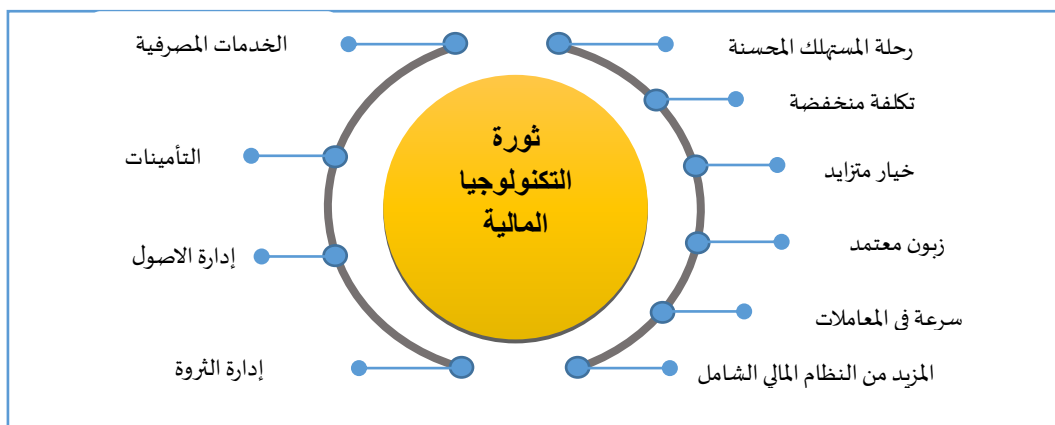 رحلة المستهلك المحسنة
تكلفة منخفضة
خيار متزايد
زبون معتمد
سرعة في المعاملات
المزيد من النظام المالي الشامل
ثورة
التكنولوجيا
المالية
الخدمات المصرفية
التأمينات
إدارة الاصول
إدارة الثروة